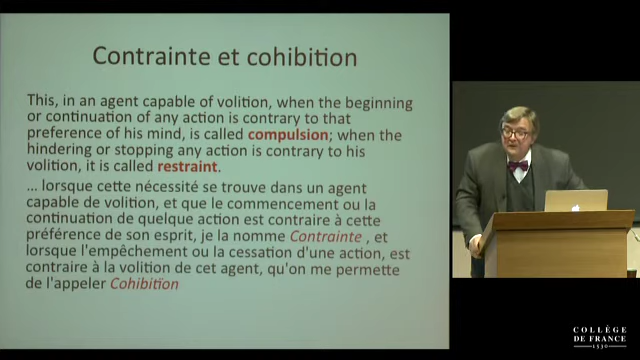 Contrainte et cohibition
This, in an agent capable of volition, when the beginning
or continuation of any action is contrary to that
preference of his mind, is called compulsion; when the
hindering or stopping any action is contrary to his
volition, it is called restraint.
... lorsque cette nécessité se trouve dans un agent
capable de volition, et que le commencement ou la
continuation de quelque action est contraire à cette
préférence de son esprit, je la nomme Contrainte , et
lorsque l'empêchement ou la cessation d'une action, est
contraire à la volition de cet agent, qu'on me permette
de l'appeler Cohibition
COLLÈGE
DE FRANCE
1530